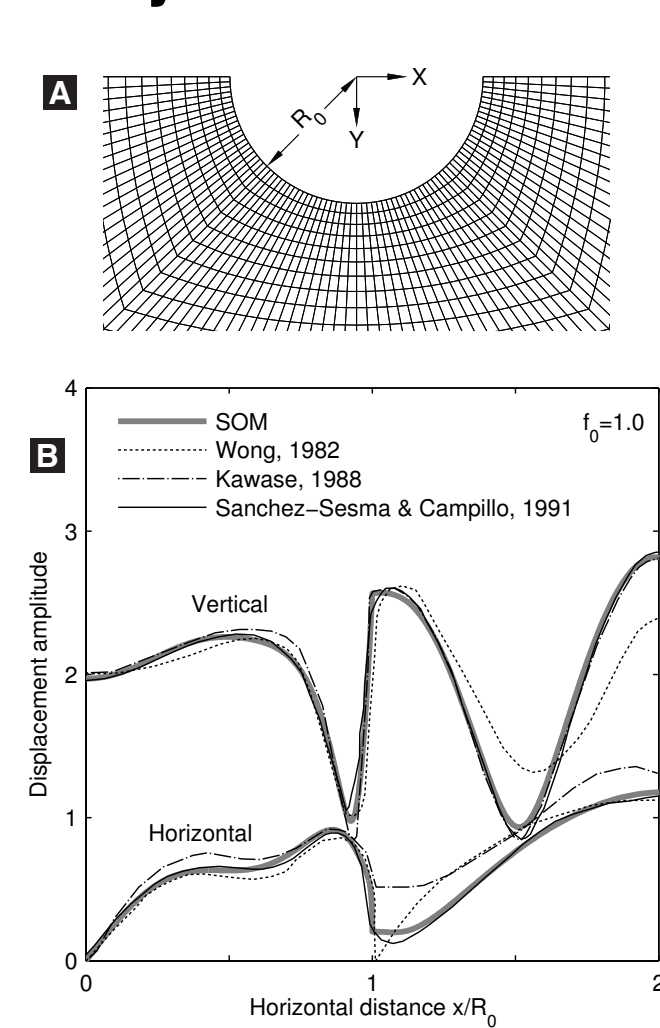 A
X
R0
Y
B
4
3
2
1
0
SOM
Wong, 1982
Kawase, 1988
Sanchez–Sesma & Campillo, 1991
f0=1.0
Vertical
Horizontal
Displacement amplitude
0
1
2
Horizontal distance x/R0